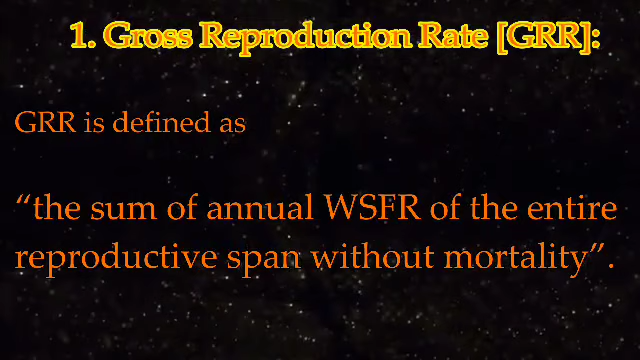 1. Gross Reproduction Rate [GRR]:
GRR is defined as
“the sum of annual WSFR of the entire
reproductive span without mortality”.